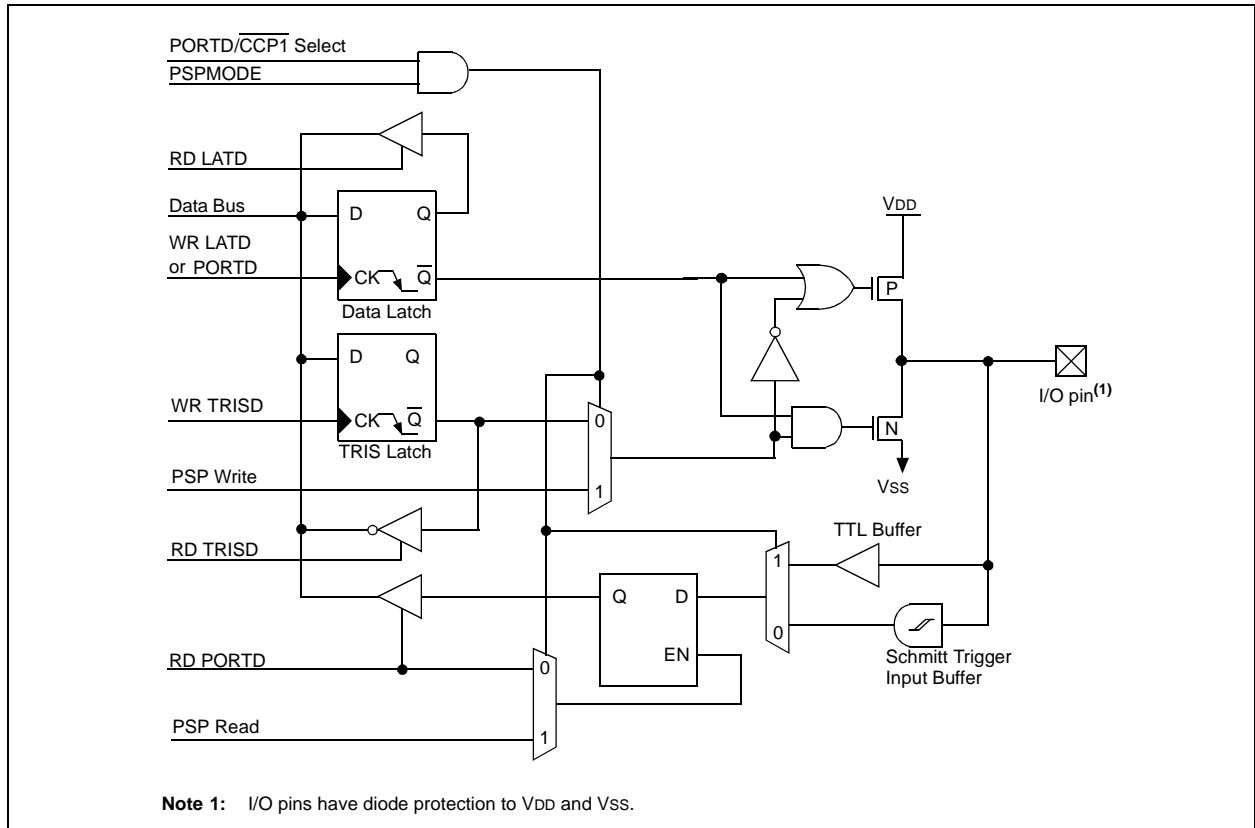 PORTD/CCP1 Select
PSPMODE
RD LATD
Data Bus
D Q
WR LATD
or PORTD
CK Q
Data Latch
VDD
P
D Q
WR TRISD
CK Q
TRIS Latch
0
I/O pin(1)
N
PSP Write
1
VSS
TTL Buffer
RD TRISD
1
Q D
0
EN
Schmitt Trigger
Input Buffer
RD PORTD
0
PSP Read
1
Note 1: I/O pins have diode protection to VDD and VSS.